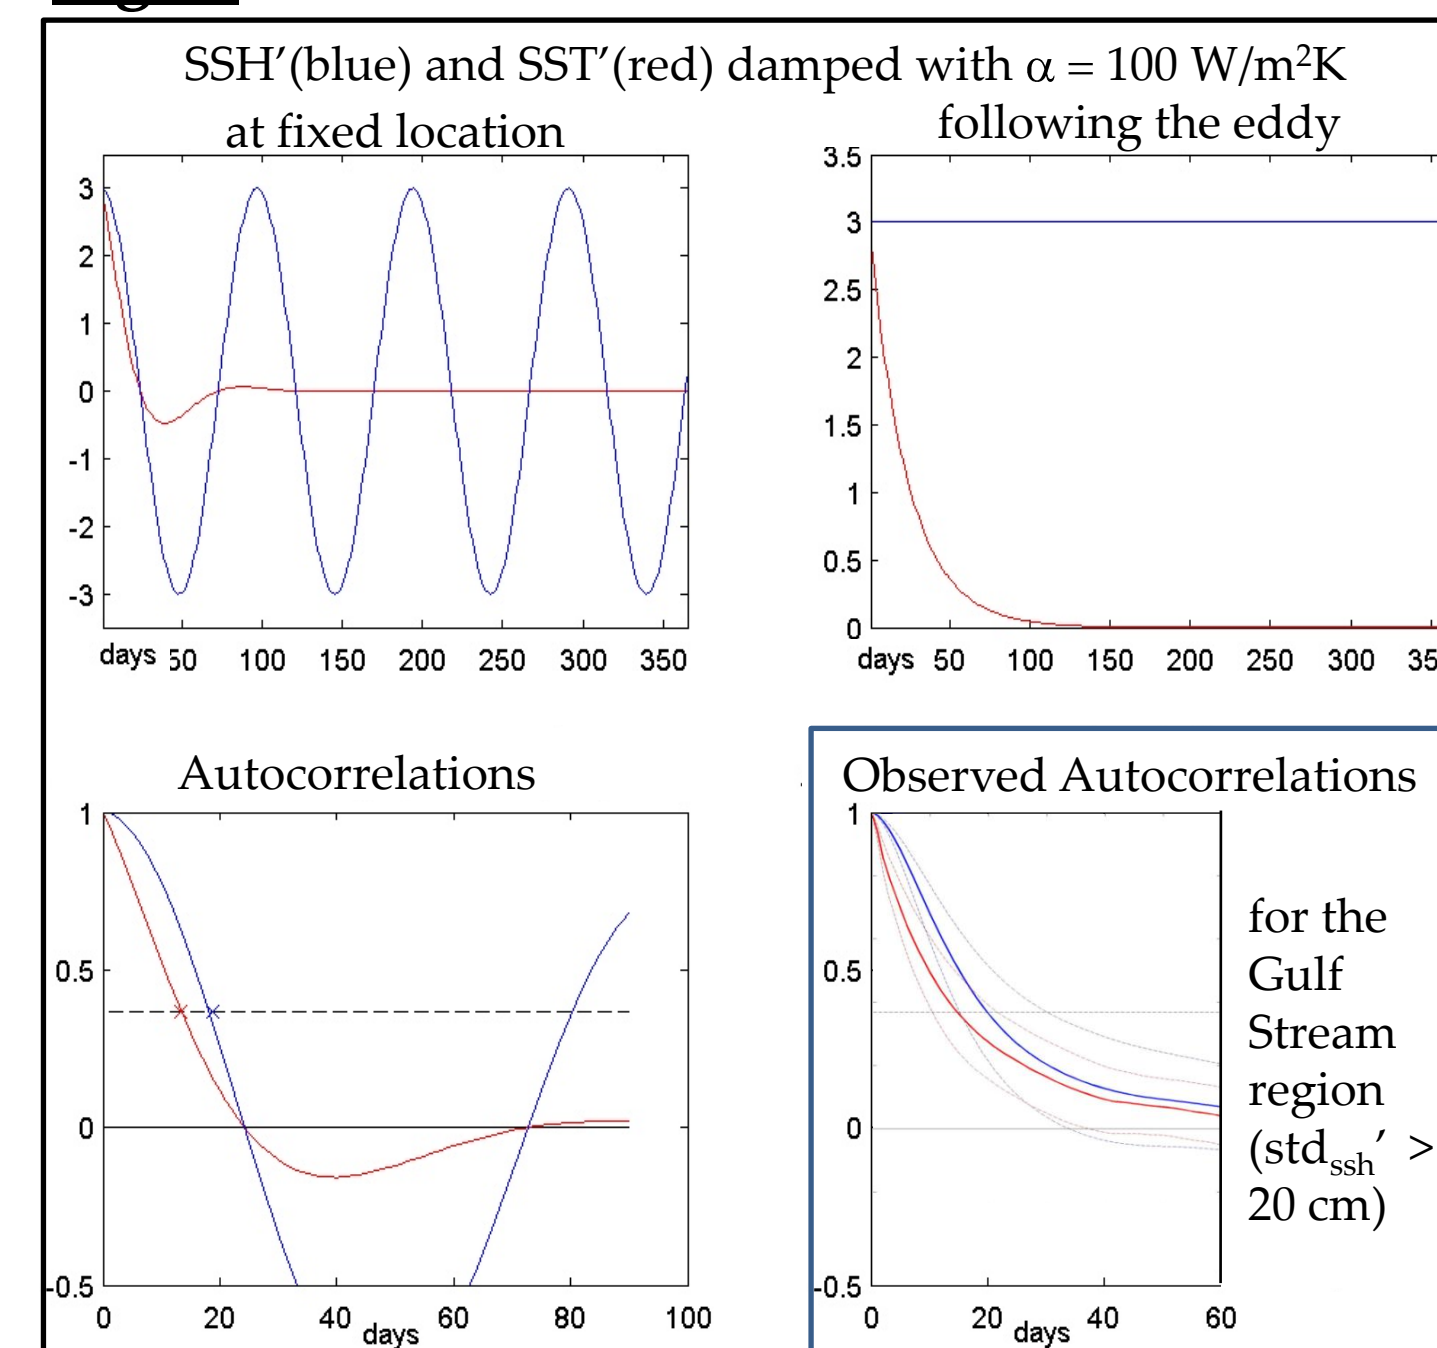 SSH’(blue) and SST’(red) damped with α = 100 W/m²K
at fixed location
following the eddy
3
2
1
0
-1
-2
-3
days 50 100 150 200 250 300 350
3.5
3
2.5
2
1.5
1
0.5
0
days 50 100 150 200 250 300
Autocorrelations
1
0.5
0
-0.5
0 20 40 60 80 100
days
Observed Autocorrelations
1
0.5
0
-0.5
0 20 40 60
days
for the
Gulf
Stream
region
(std_ssh’ >
20 cm)